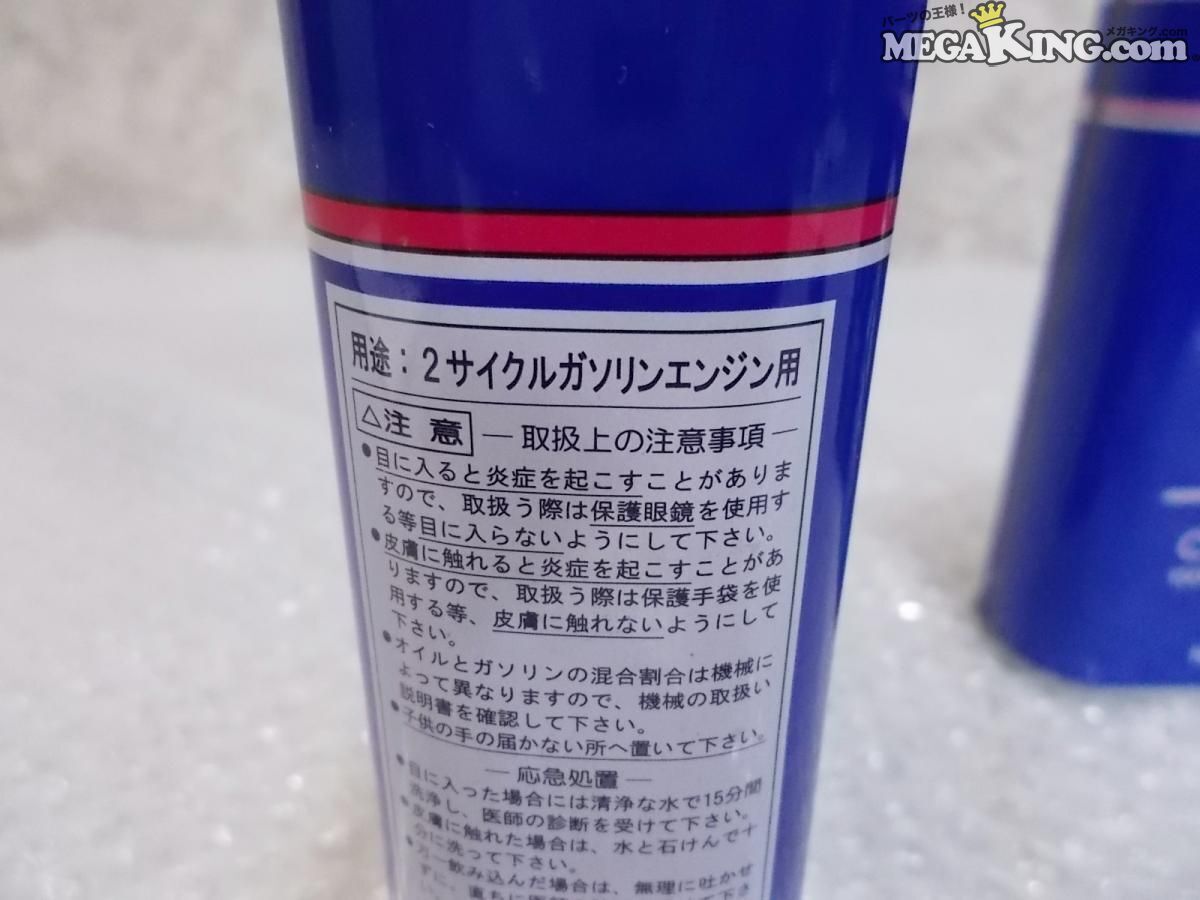 パーツの王様!
メガキング.com
MEGAKING.com
用途:2サイクルガソリンエンジン用
△注 意 ―取扱上の注意事項―
●目に入ると炎症を起こすことがありま
すので、取扱う際は保護眼鏡を使用す
る等目に入らないようにして下さい。
●皮膚に触れると炎症を起こすことがあ
りますので、取扱う際は保護手袋を使
用する等、皮膚に触れないようにして
下さい。
●オイルとガソリンの混合割合は機械に
よって異なりますので、機械の取扱い
説明書を確認して下さい。
●子供の手の届かない所へ置いて下さい。
―応急処置―
●目に入った場合には清浄な水で15分間
洗浄し、医師の診断を受けて下さい。
●皮膚に触れた場合は、水と石けんで十
分に洗って下さい。
●万一飲み込んだ場合は、無理に吐かせ
ずに、直ちに医師